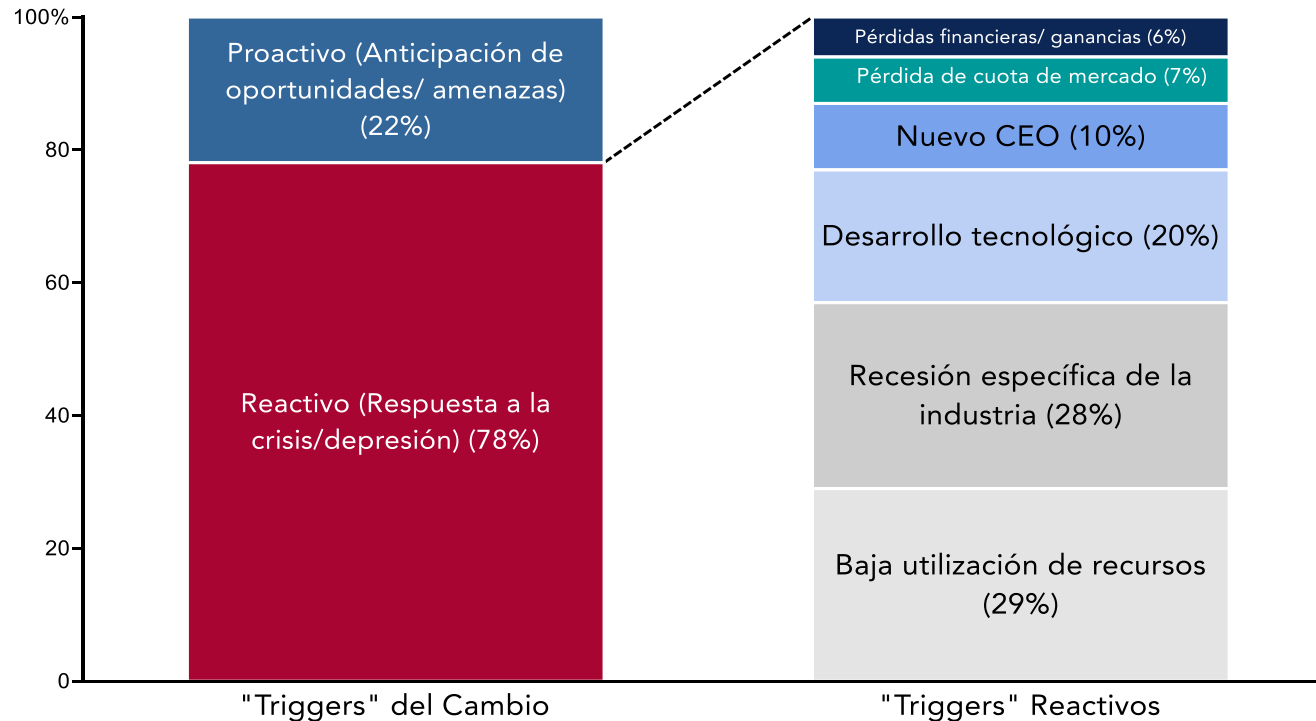 100%
80
60
40
20
0
Proactivo (Anticipación de
oportunidades/ amenazas)
(22%)
Reactivo (Respuesta a la
crisis/depresión) (78%)
"Triggers" del Cambio
Pérdidas financieras/ ganancias (6%)
Pérdida de cuota de mercado (7%)
Nuevo CEO (10%)
Desarrollo tecnológico (20%)
Recesión específica de la
industria (28%)
Baja utilización de recursos
(29%)
"Triggers" Reactivos